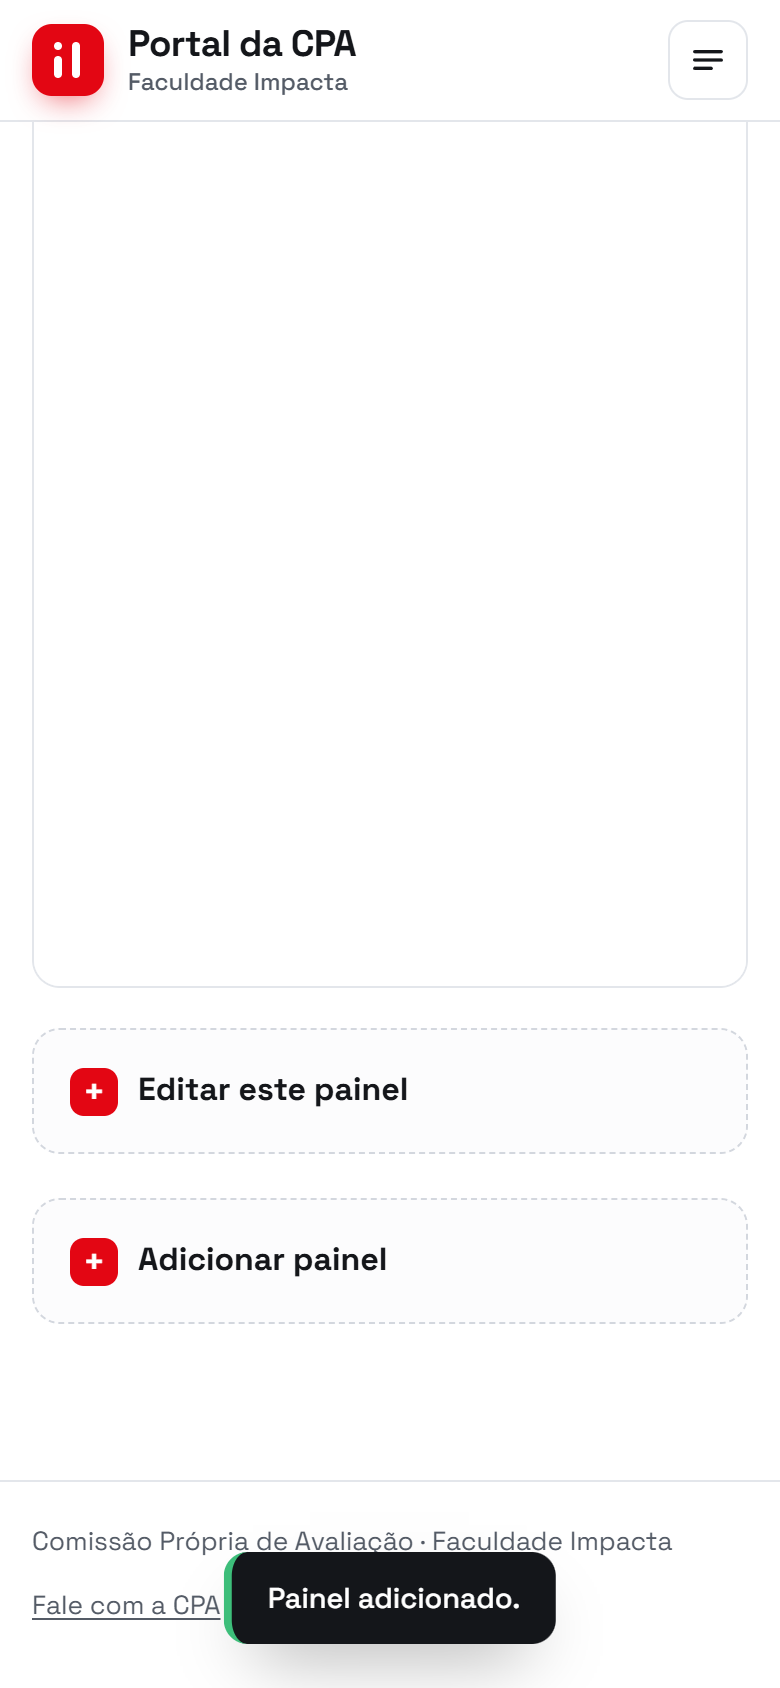 Portal da CPA
Faculdade Impacta
Editar este painel
Adicionar painel
Comissão Própria de Avaliação · Faculdade Impacta
Fale com a CPA
Painel adicionado.